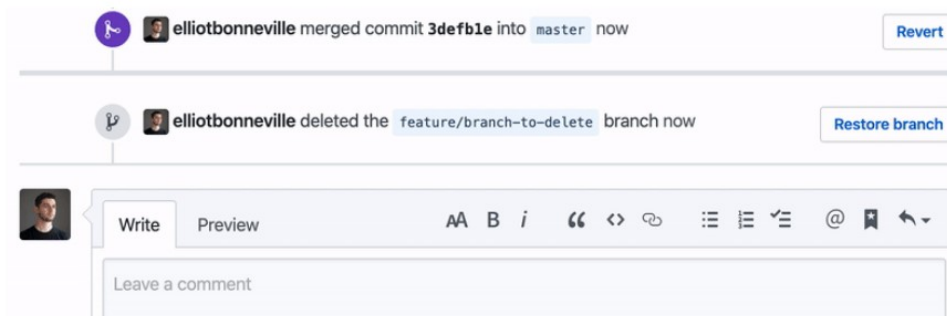 elliotbonneville merged commit 3defb1e into master now
Revert
elliotbonneville deleted the feature/branch-to-delete branch now
Restore branch
Write Preview AA B i
Leave a comment